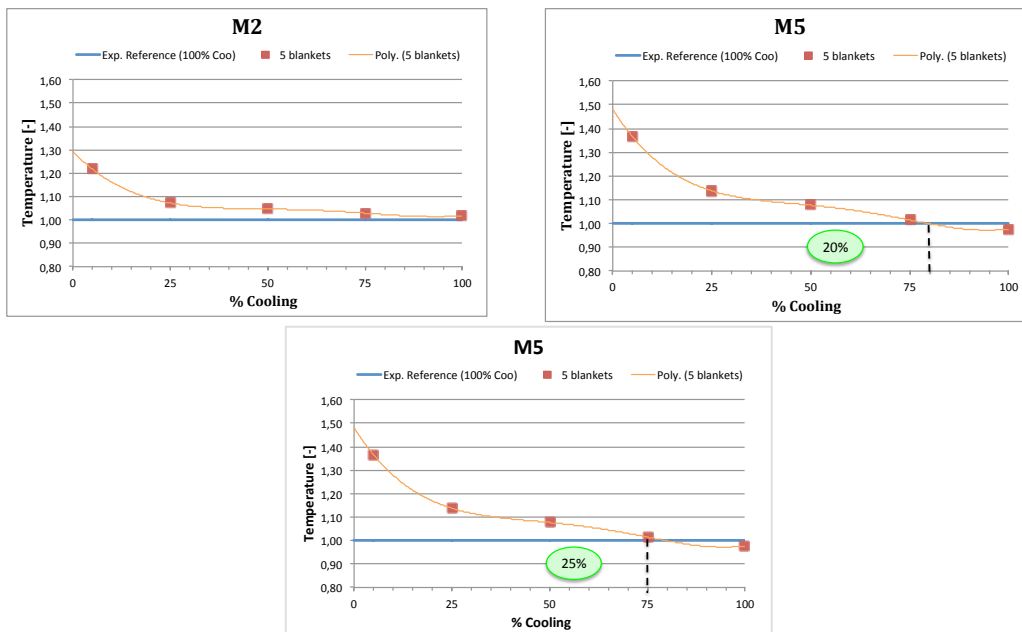 M2
Exp. Reference (100% Coo) 5 blankets Poly. (5 blankets)
1,60
1,50
1,40
1,30
1,20
1,10
1,00
0,90
0,80
Temperature [-]
0 25 50 75 100
% Cooling
M5
Exp. Reference (100% Coo) 5 blankets Poly. (5 blankets)
1,60
1,50
1,40
1,30
1,20
1,10
1,00
0,90
0,80
Temperature [-]
20%
0 25 50 75 100
% Cooling
M5
Exp. Reference (100% Coo) 5 blankets Poly. (5 blankets)
1,60
1,50
1,40
1,30
1,20
1,10
1,00
0,90
0,80
Temperature [-]
25%
0 25 50 75 100
% Cooling